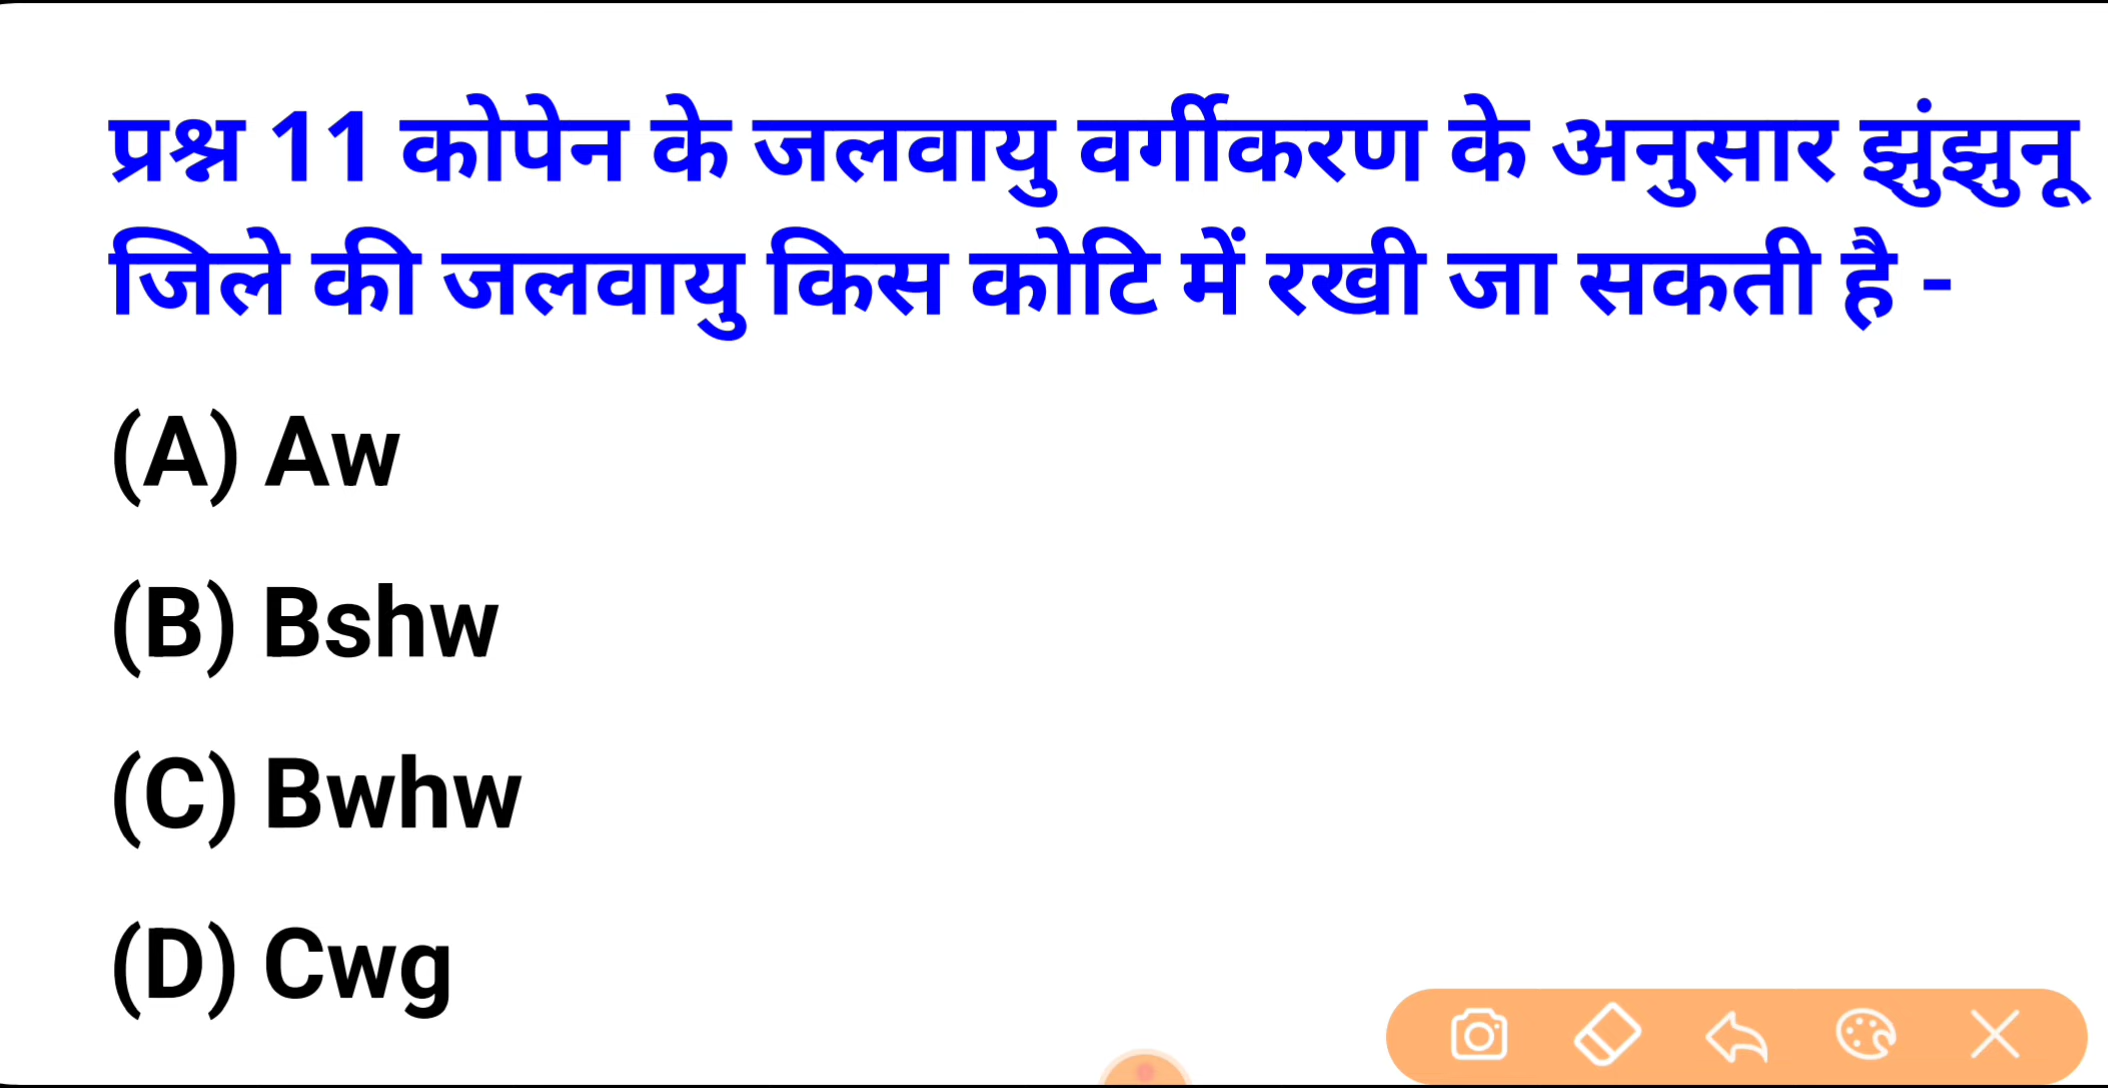 प्रश्न 11 कोपेन के जलवायु वर्गीकरण के अनुसार झुंझुनू
जिले की जलवायु किस कोटि में रखी जा सकती है -
(A) Aw
(B) Bshw
(C) Bwhw
(D) Cwg